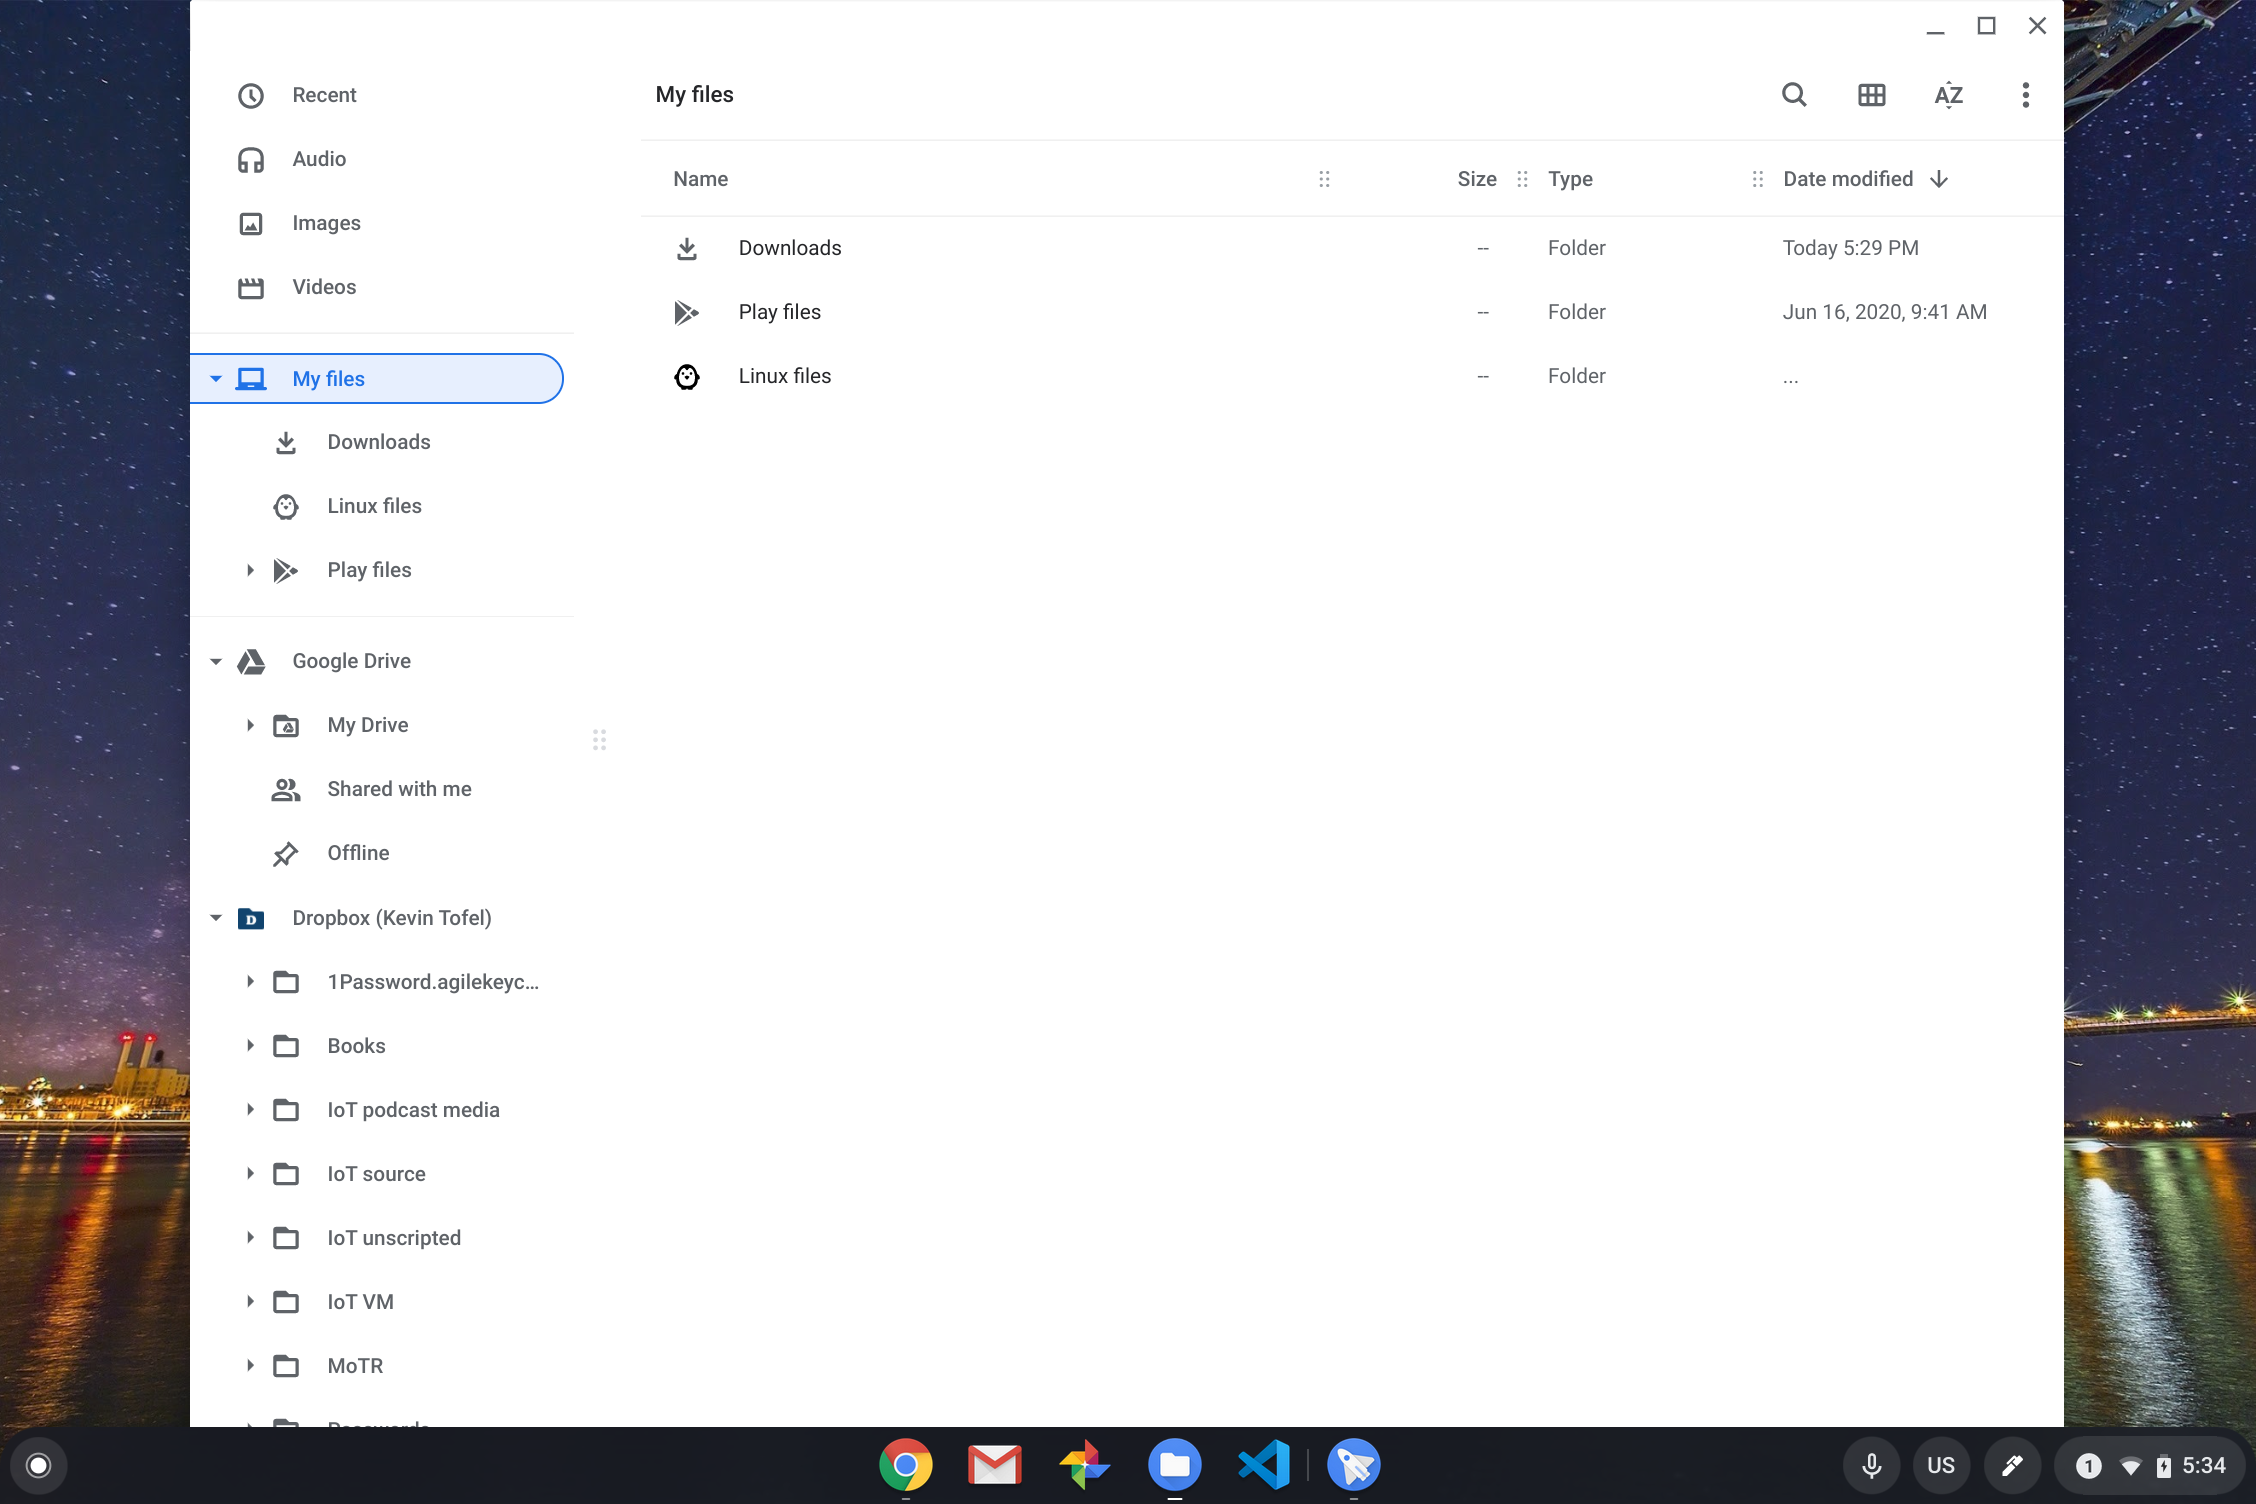 Recent
Audio
Images
Videos
My files
Downloads
Linux files
Play files
Google Drive
My Drive
Shared with me
Offline
Dropbox (Kevin Tofel)
1Password.agilekeyc...
Books
IoT podcast media
IoT source
IoT unscripted
IoT VM
MoTR
My files
AZ
Name Size Type Date modified
Downloads -- Folder Today 5:29 PM
Play files -- Folder Jun 16, 2020, 9:41 AM
Linux files -- Folder ...
US 1 5:34